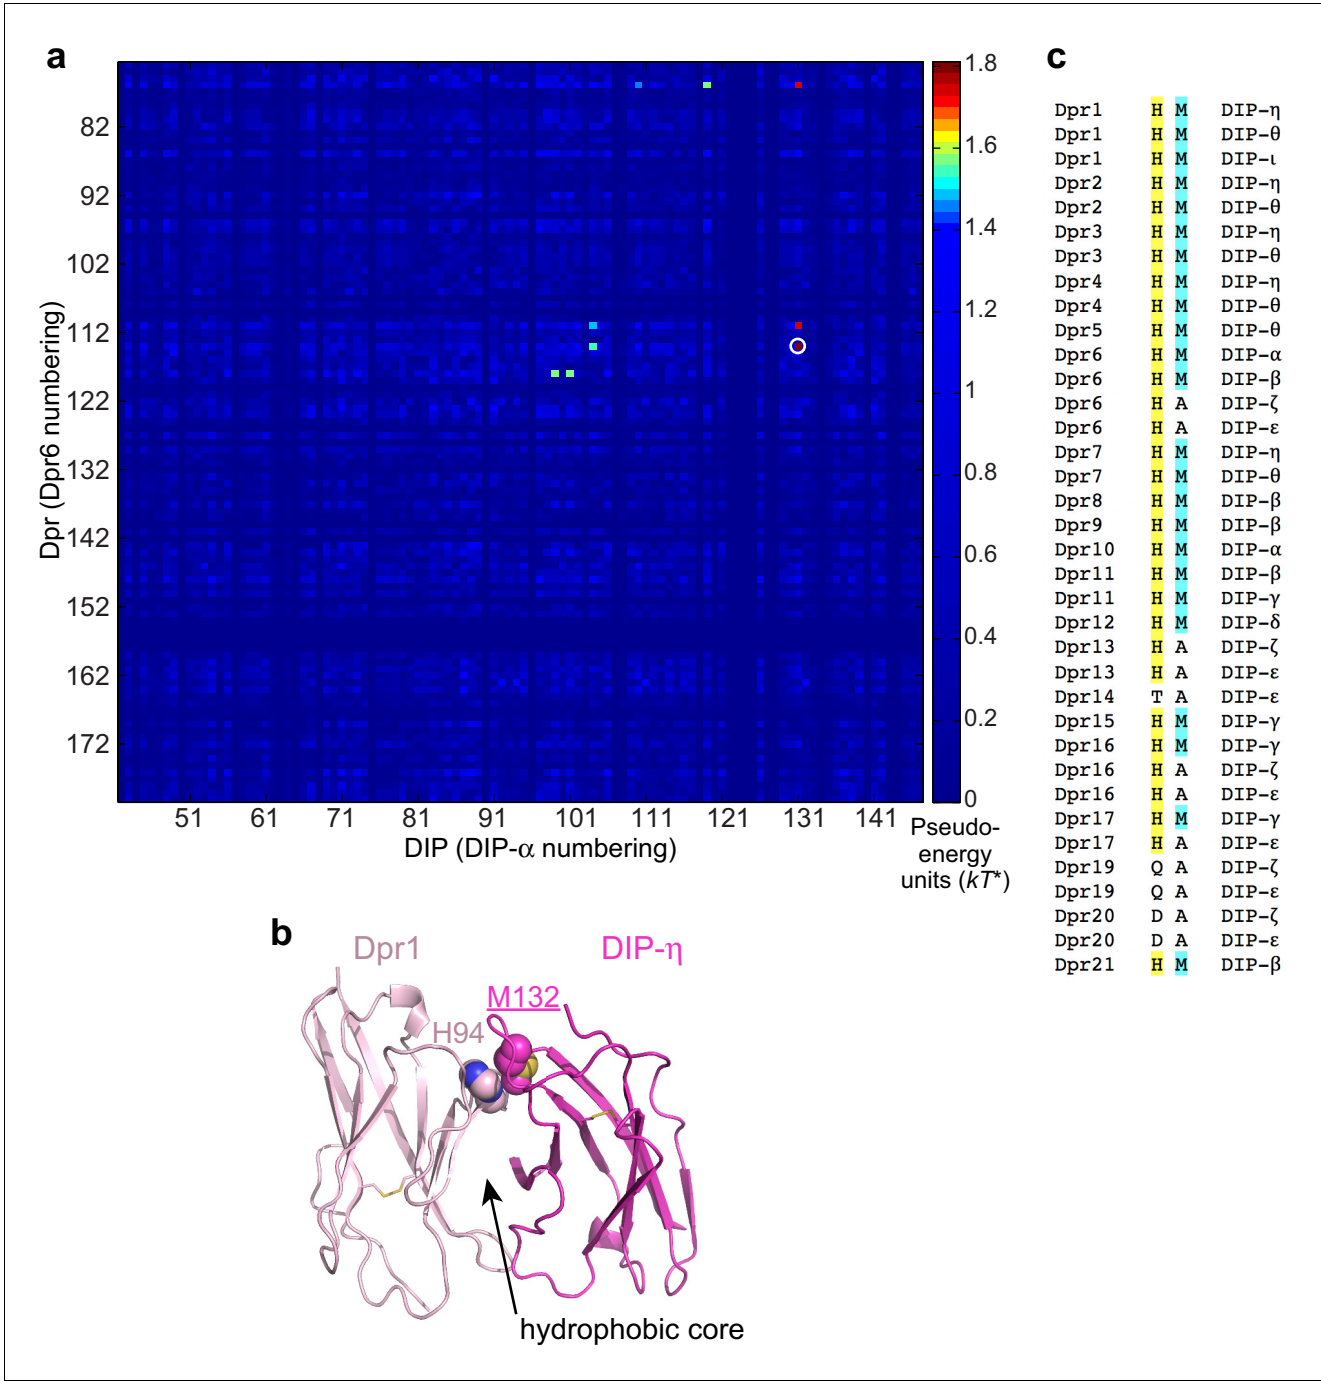 a
82
92
102
112
122
132
142
152
162
172
Dpr (Dpr6 numbering)
51 61 71 81 91 101 111 121 131 141
DIP (DIP-α numbering)
1.8
1.6
1.4
1.2
1
0.8
0.6
0.4
0.2
0
Pseudo-
energy
units (kT*)
b
Dpr1 DIP-η
M132
H94
hydrophobic core
c
Dpr1 H M DIP-η
Dpr1 H M DIP-θ
Dpr1 H M DIP-ι
Dpr2 H M DIP-η
Dpr2 H M DIP-θ
Dpr3 H M DIP-η
Dpr3 H M DIP-θ
Dpr4 H M DIP-η
Dpr4 H M DIP-θ
Dpr5 H M DIP-θ
Dpr6 H M DIP-α
Dpr6 H M DIP-β
Dpr6 H A DIP-ζ
Dpr6 H A DIP-ε
Dpr7 H M DIP-η
Dpr7 H M DIP-θ
Dpr8 H M DIP-β
Dpr9 H M DIP-β
Dpr10 H M DIP-α
Dpr11 H M DIP-β
Dpr11 H M DIP-γ
Dpr12 H M DIP-δ
Dpr13 H A DIP-ζ
Dpr13 H A DIP-ε
Dpr14 T A DIP-ε
Dpr15 H M DIP-γ
Dpr16 H M DIP-γ
Dpr16 H A DIP-ζ
Dpr16 H A DIP-ε
Dpr17 H M DIP-γ
Dpr17 H A DIP-ε
Dpr19 Q A DIP-ζ
Dpr19 Q A DIP-ε
Dpr20 D A DIP-ζ
Dpr20 D A DIP-ε
Dpr21 H M DIP-β